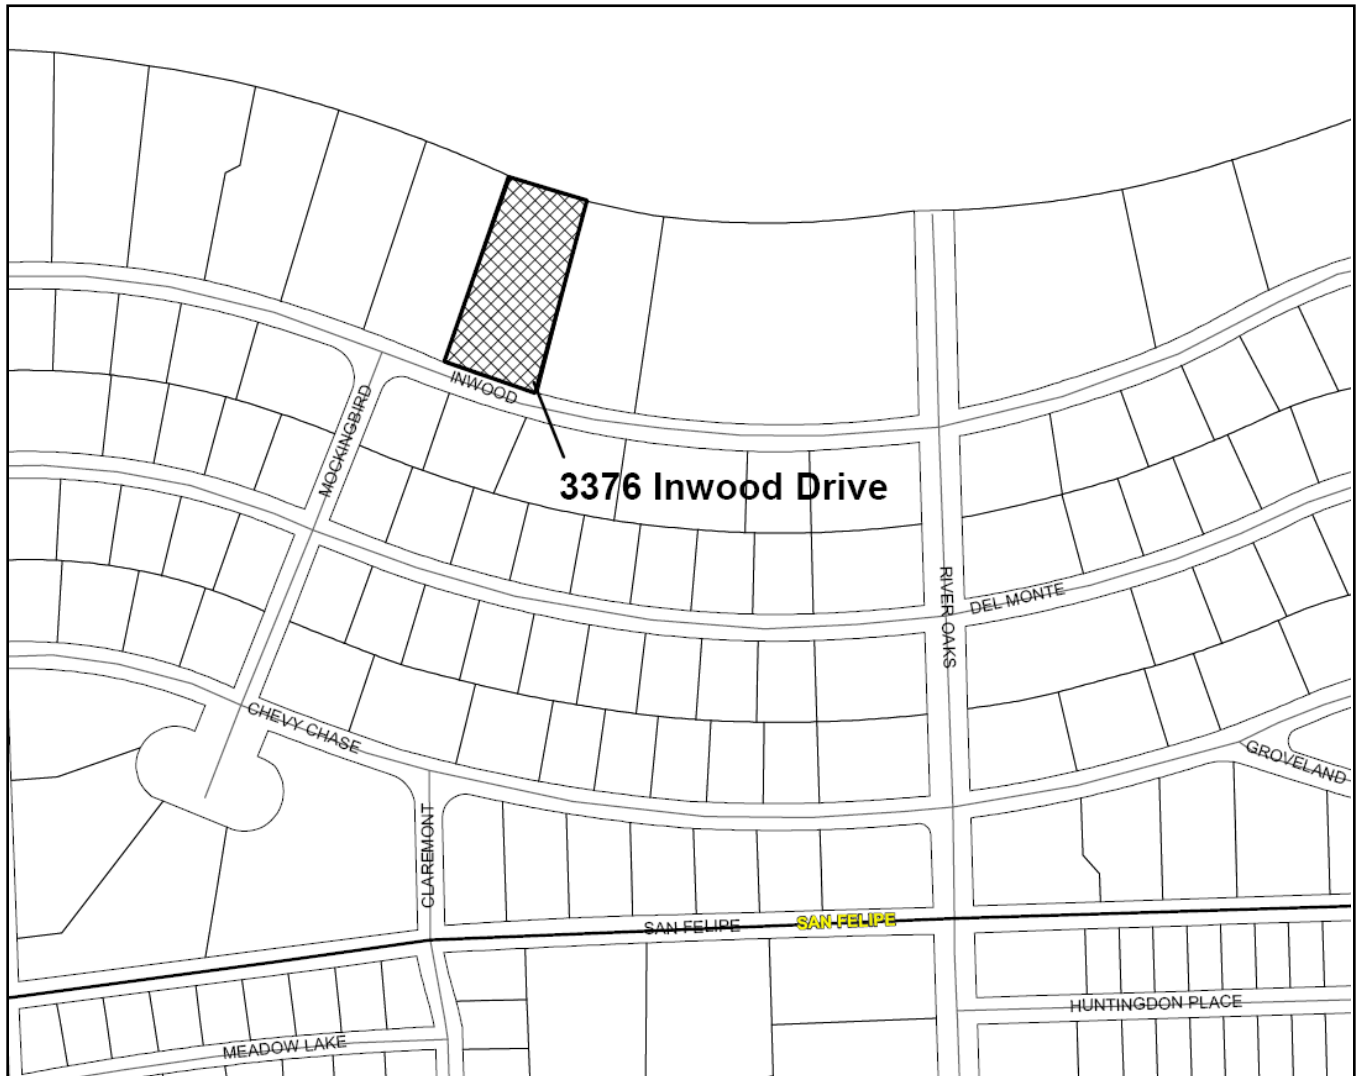 INWOOD
MOCKINGBIRD
3376 Inwood Drive
RIVER OAKS
DEL MONTE
CHEVY CHASE
GROVELAND
CLAREMONT
SAN FELIPE
SAN FELIPE
HUNTINGDON PLACE
MEADOW LAKE